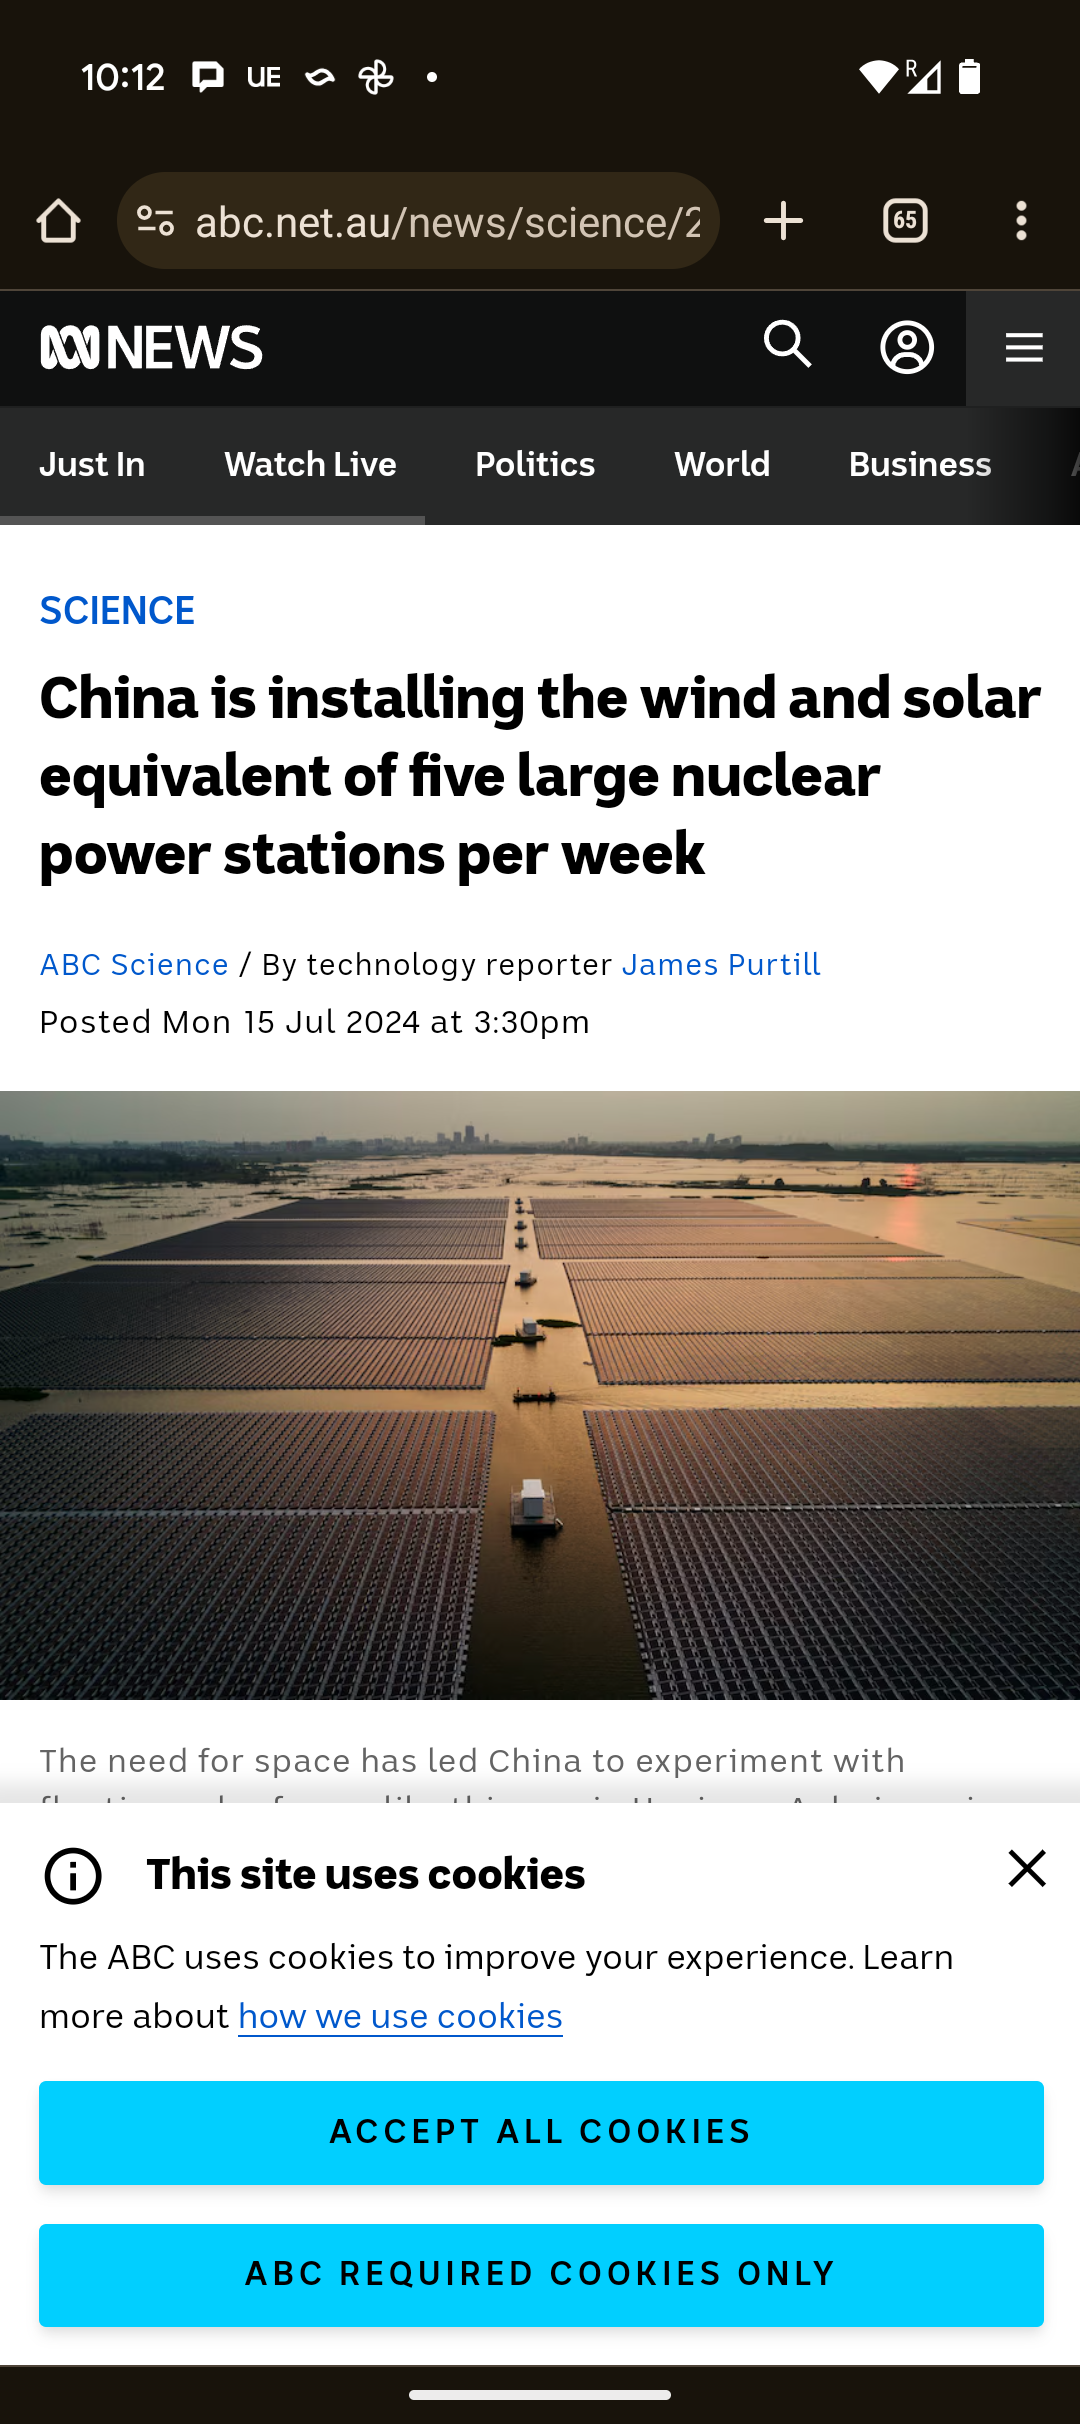 10:12 UE R
abc.net.au/news/science/2 65
NEWS
Just In Watch Live Politics World Business
SCIENCE
China is installing the wind and solar
equivalent of five large nuclear
power stations per week
ABC Science / By technology reporter James Purtill
Posted Mon 15 Jul 2024 at 3:30pm
The need for space has led China to experiment with
This site uses cookies
The ABC uses cookies to improve your experience. Learn
more about how we use cookies
ACCEPT ALL COOKIES
ABC REQUIRED COOKIES ONLY